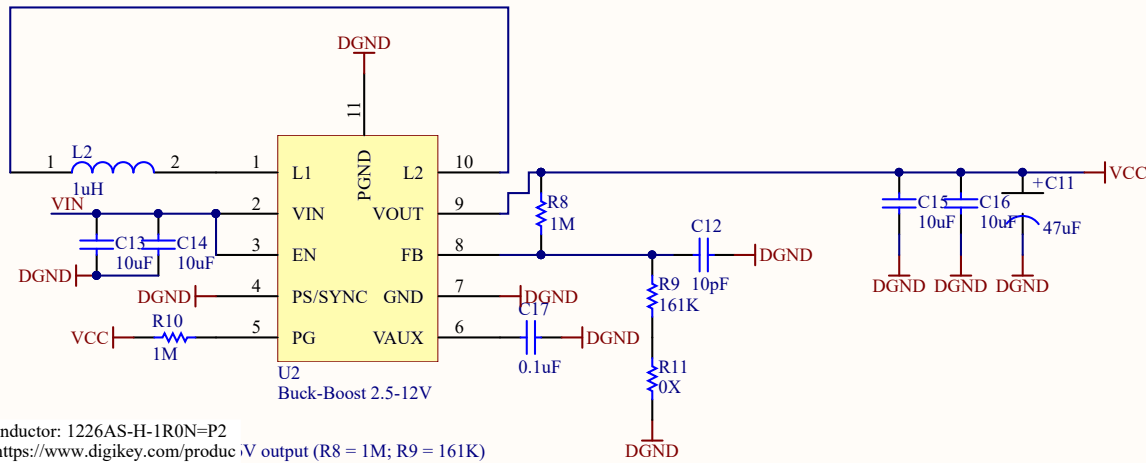 DGND
11
PGND
L2
1
2
1uH
1
L1
L2
10
VIN
2
VIN
VOUT
9
3
EN
FB
8
4
PS/SYNC
GND
7
5
PG
VAUX
6
C13
10uF
C14
10uF
DGND
DGND
DGND
VCC
R10
1M
U2
Buck-Boost 2.5-12V
R8
1M
C12
10pF
DGND
R9
161K
C17
0.1uF
DGND
R11
0X
DGND
C15
10uF
C16
10uF
+C11
47uF
VCC
DGND
DGND
DGND
nductor: 1226AS-H-1R0N=P2
https://www.digikey.com/produc
V output (R8 = 1M; R9 = 161K)